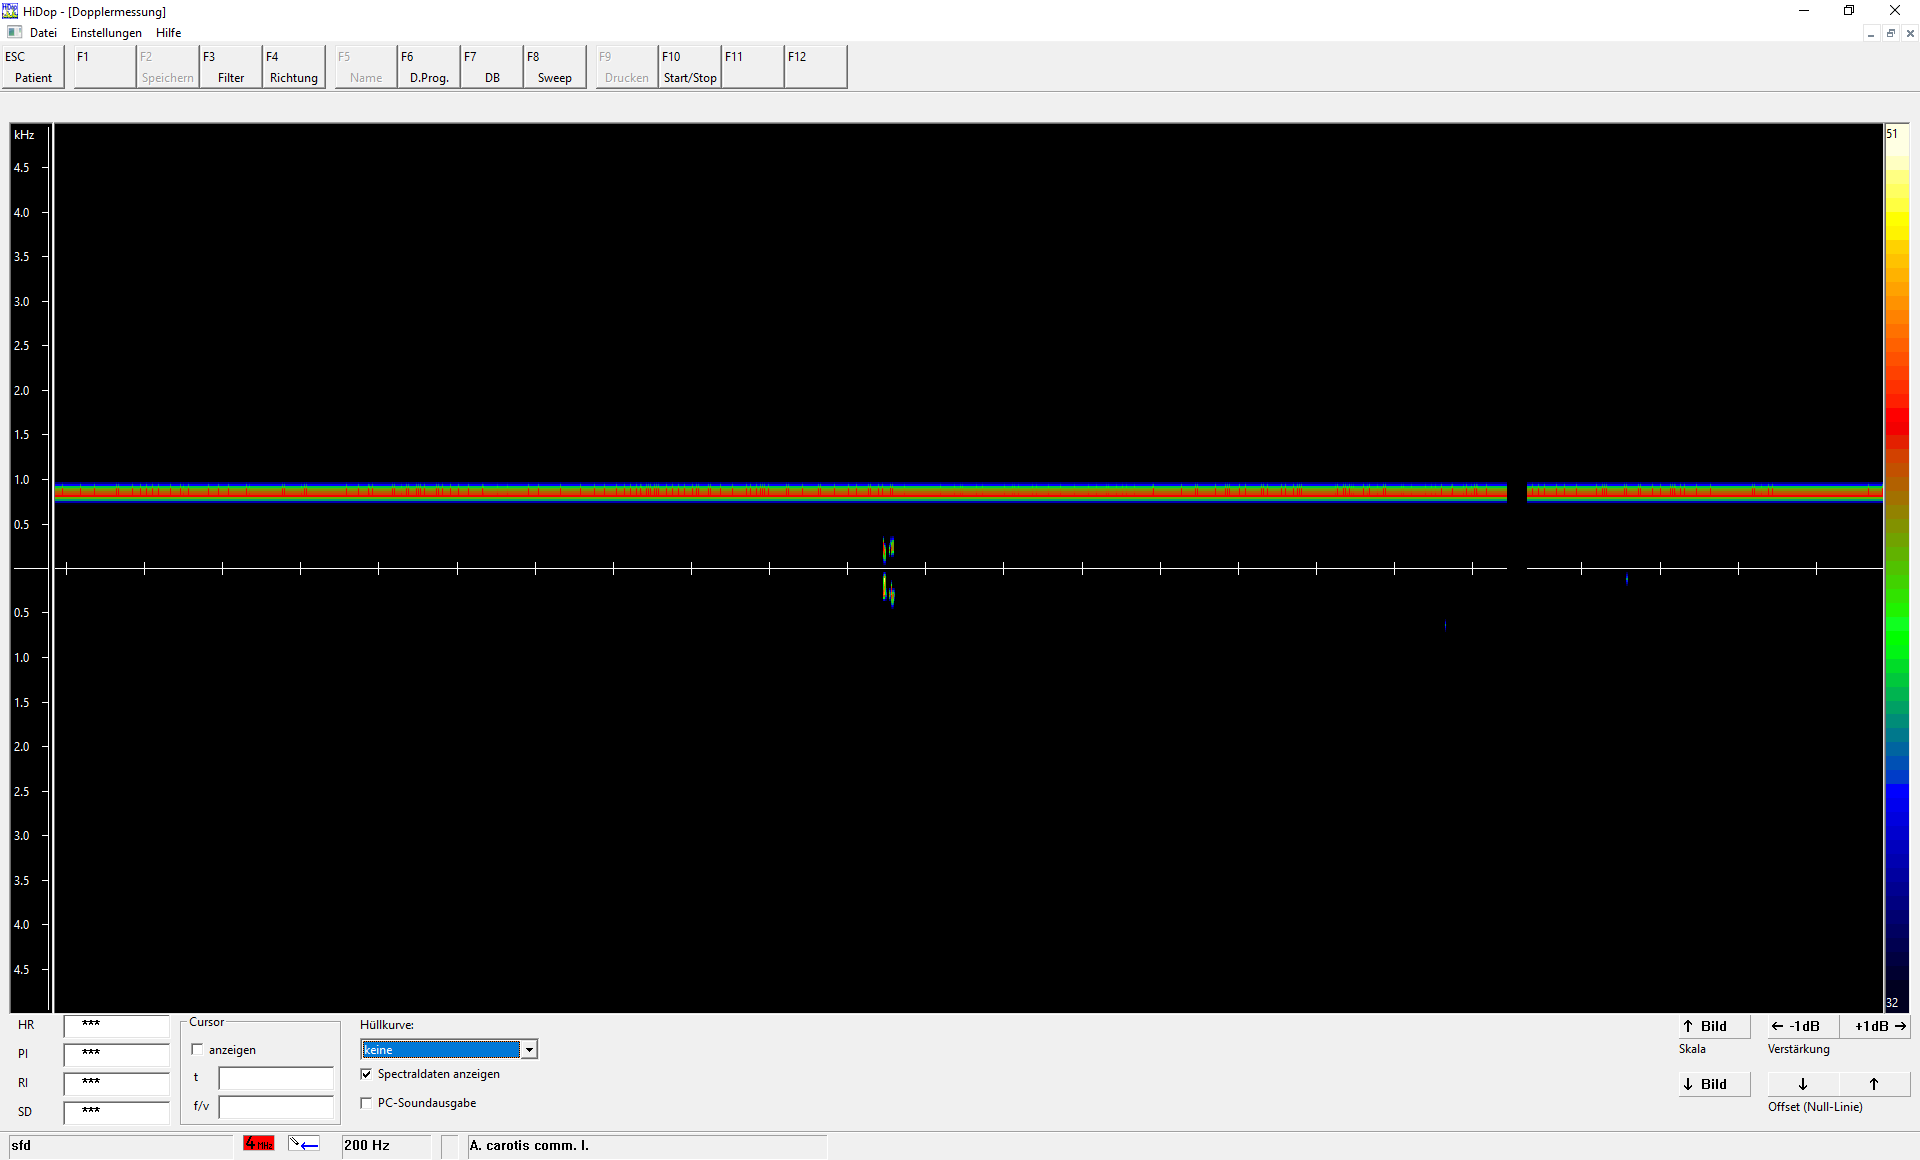 HiDop - [Dopplermessung]
Datei Einstellungen Hilfe
ESC F1 F2 F3 F4 F5 F6 F7 F8 F9 F10 F11 F12
Patient Speichern Filter Richtung Name D.Prog. DB Sweep Drucken Start/Stop
kHz
51
4.5
4.0
3.5
3.0
2.5
2.0
1.5
1.0
0.5
0.5
1.0
1.5
2.0
2.5
3.0
3.5
4.0
4.5
32
HR ***
PI ***
RI ***
SD ***
Cursor
anzeigen
t
f/v
Hüllkurve:
keine
Spectraldaten anzeigen
PC-Soundausgabe
↑ Bild
Skala
↓ Bild
← -1dB +1dB →
Verstärkung
↓ ↑
Offset (Null-Linie)
sfd 4 MHz 200 Hz A. carotis comm. l.